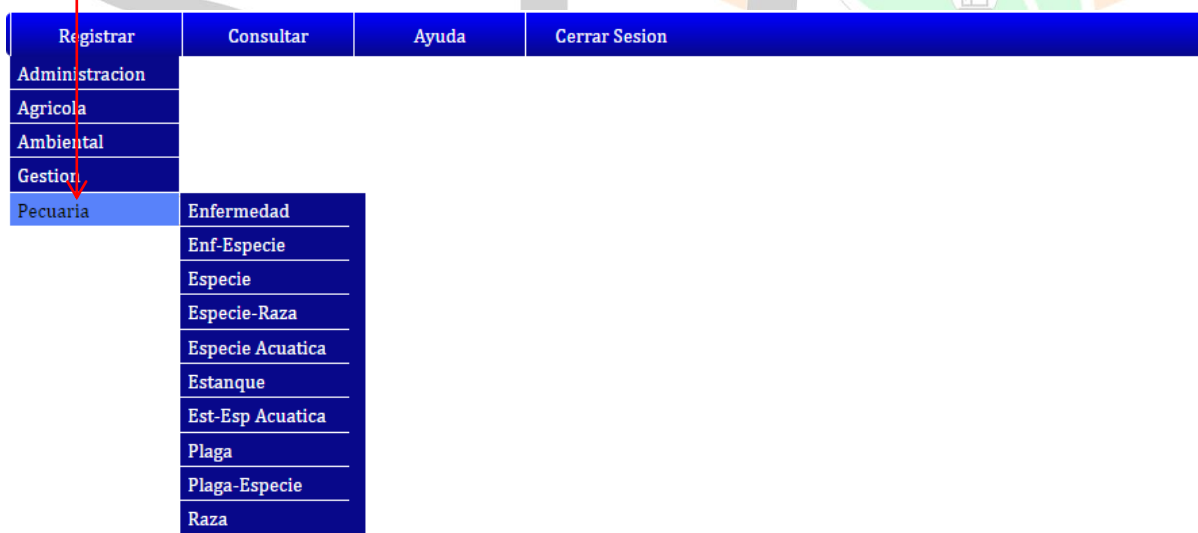 Registrar Consultar Ayuda Cerrar Sesion
Administracion
Agricola
Ambiental
Gestion
Pecuaria Enfermedad
Enf-Especie
Especie
Especie-Raza
Especie Acuatica
Estanque
Est-Esp Acuatica
Plaga
Plaga-Especie
Raza